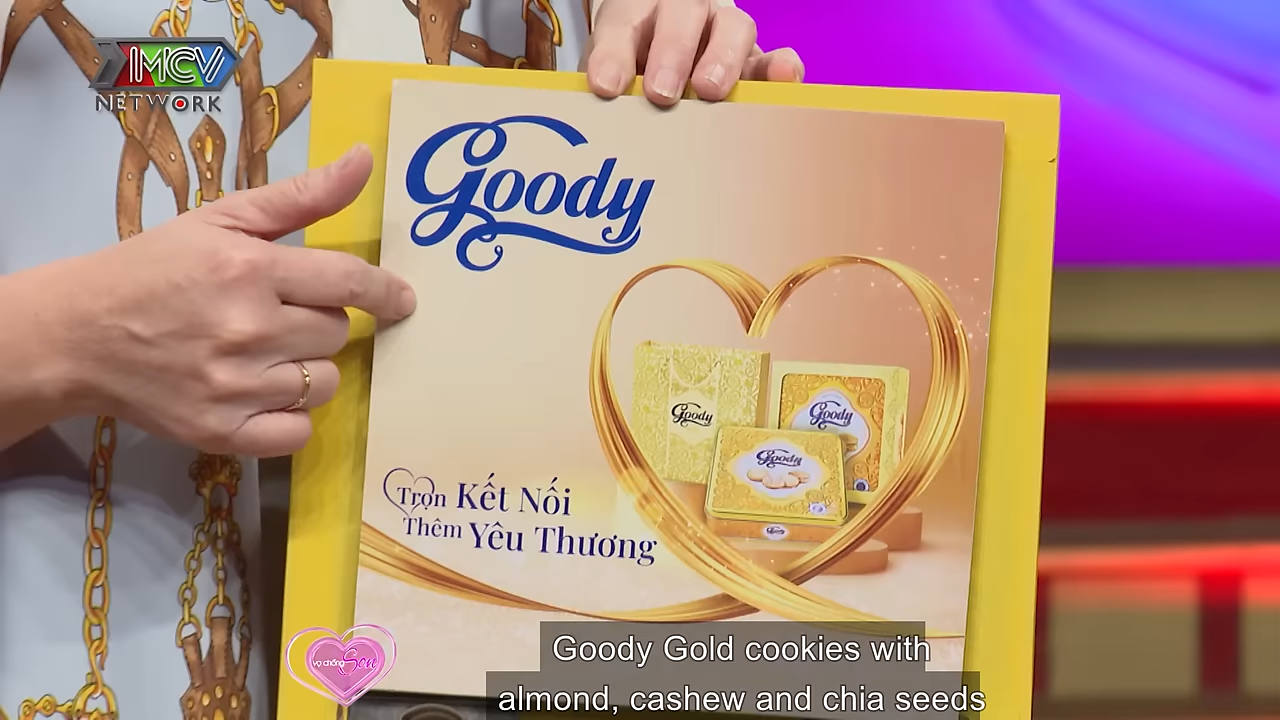 MCV
NETWORK
Goody
Goody
Goody
Goody
Trọn Kết Nối
Thêm Yêu Thương
vợ chồng Son
Goody Gold cookies with
almond, cashew and chia seeds